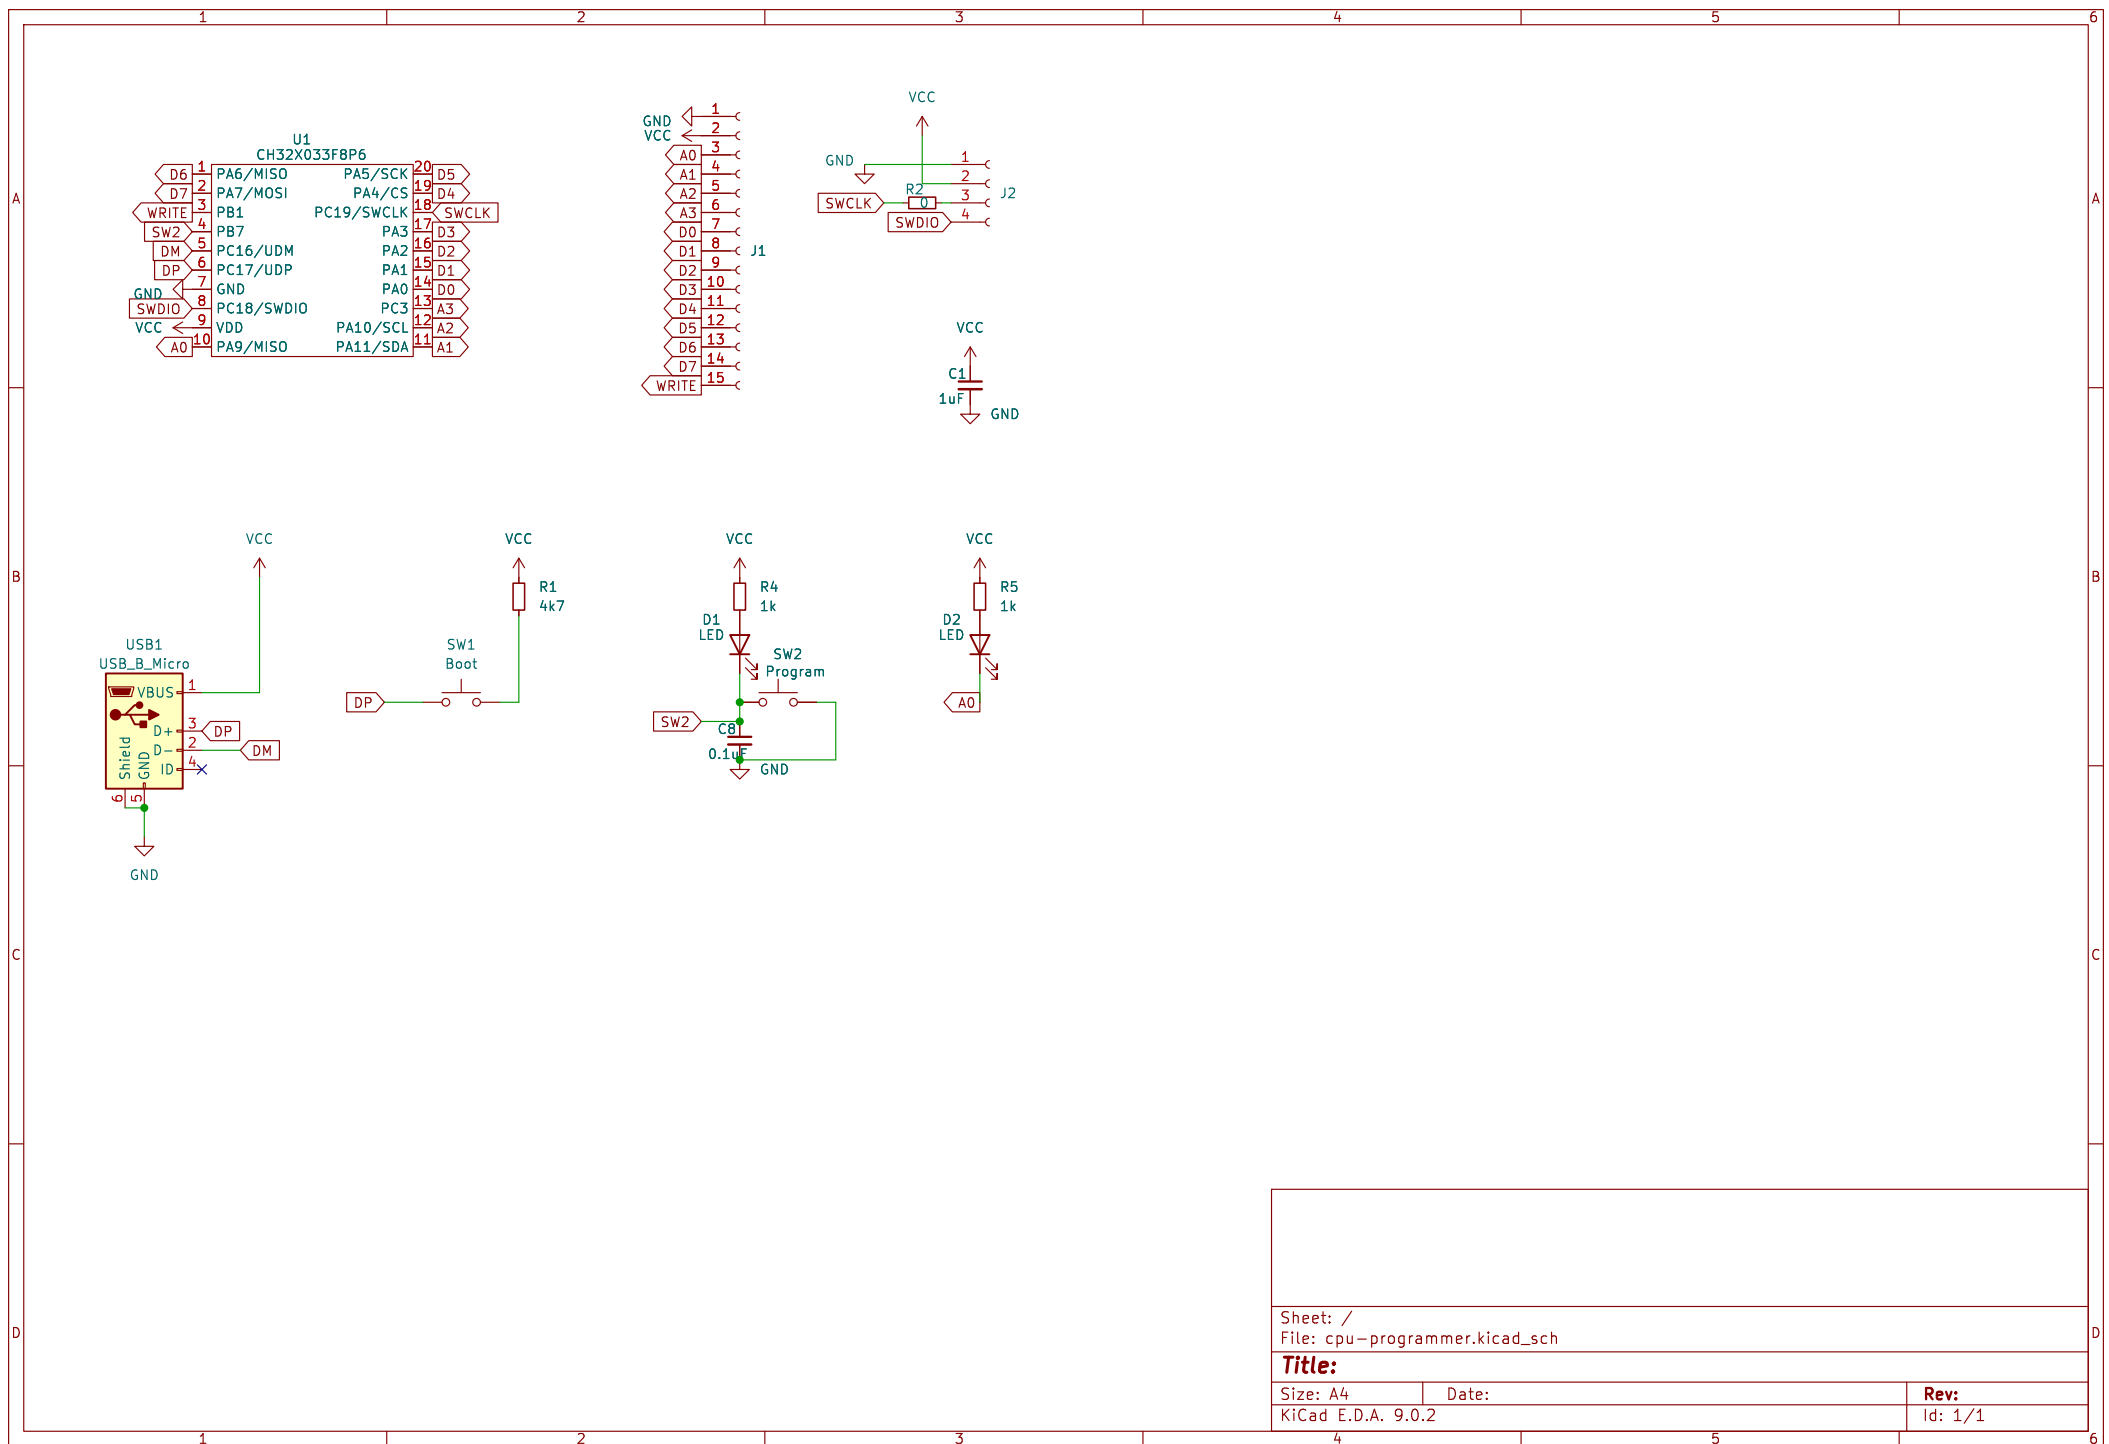 1 2 3 4 5 6
A
B
C
D
A
B
C
D
1 2 3 4 5 6
U1
CH32X033F8P6
D6 1 PA6/MISO PA5/SCK 20 D5
D7 2 PA7/MOSI PA4/CS 19 D4
WRITE 3 PB1 PC19/SWCLK 18 SWCLK
SW2 4 PB7 PA3 17 D3
DM 5 PC16/UDM PA2 16 D2
DP 6 PC17/UDP PA1 15 D1
GND 7 GND PA0 14 D0
SWDIO 8 PC18/SWDIO PC3 13 A3
VCC 9 VDD PA10/SCL 12 A2
A0 10 PA9/MISO PA11/SDA 11 A1
GND 1
VCC 2
A0 3
A1 4
A2 5
A3 6
D0 7
D1 8 J1
D2 9
D3 10
D4 11
D5 12
D6 13
D7 14
WRITE 15
VCC
GND 1
2
R2 J2
SWCLK 0 3
SWDIO 4
VCC
C1
1uF
GND
VCC
USB1
USB_B_Micro
VBUS 1
D+ 3 DP
D- 2 DM
ID 4
Shield
GND
6
5
GND
VCC
R1
4k7
SW1
Boot
DP
VCC
R4
1k
D1
LED
SW2
Program
SW2
C8
0.1uF
GND
VCC
R5
1k
D2
LED
A0
Sheet: /
File: cpu-programmer.kicad_sch
Title:
Size: A4 Date: Rev:
KiCad E.D.A. 9.0.2 Id: 1/1